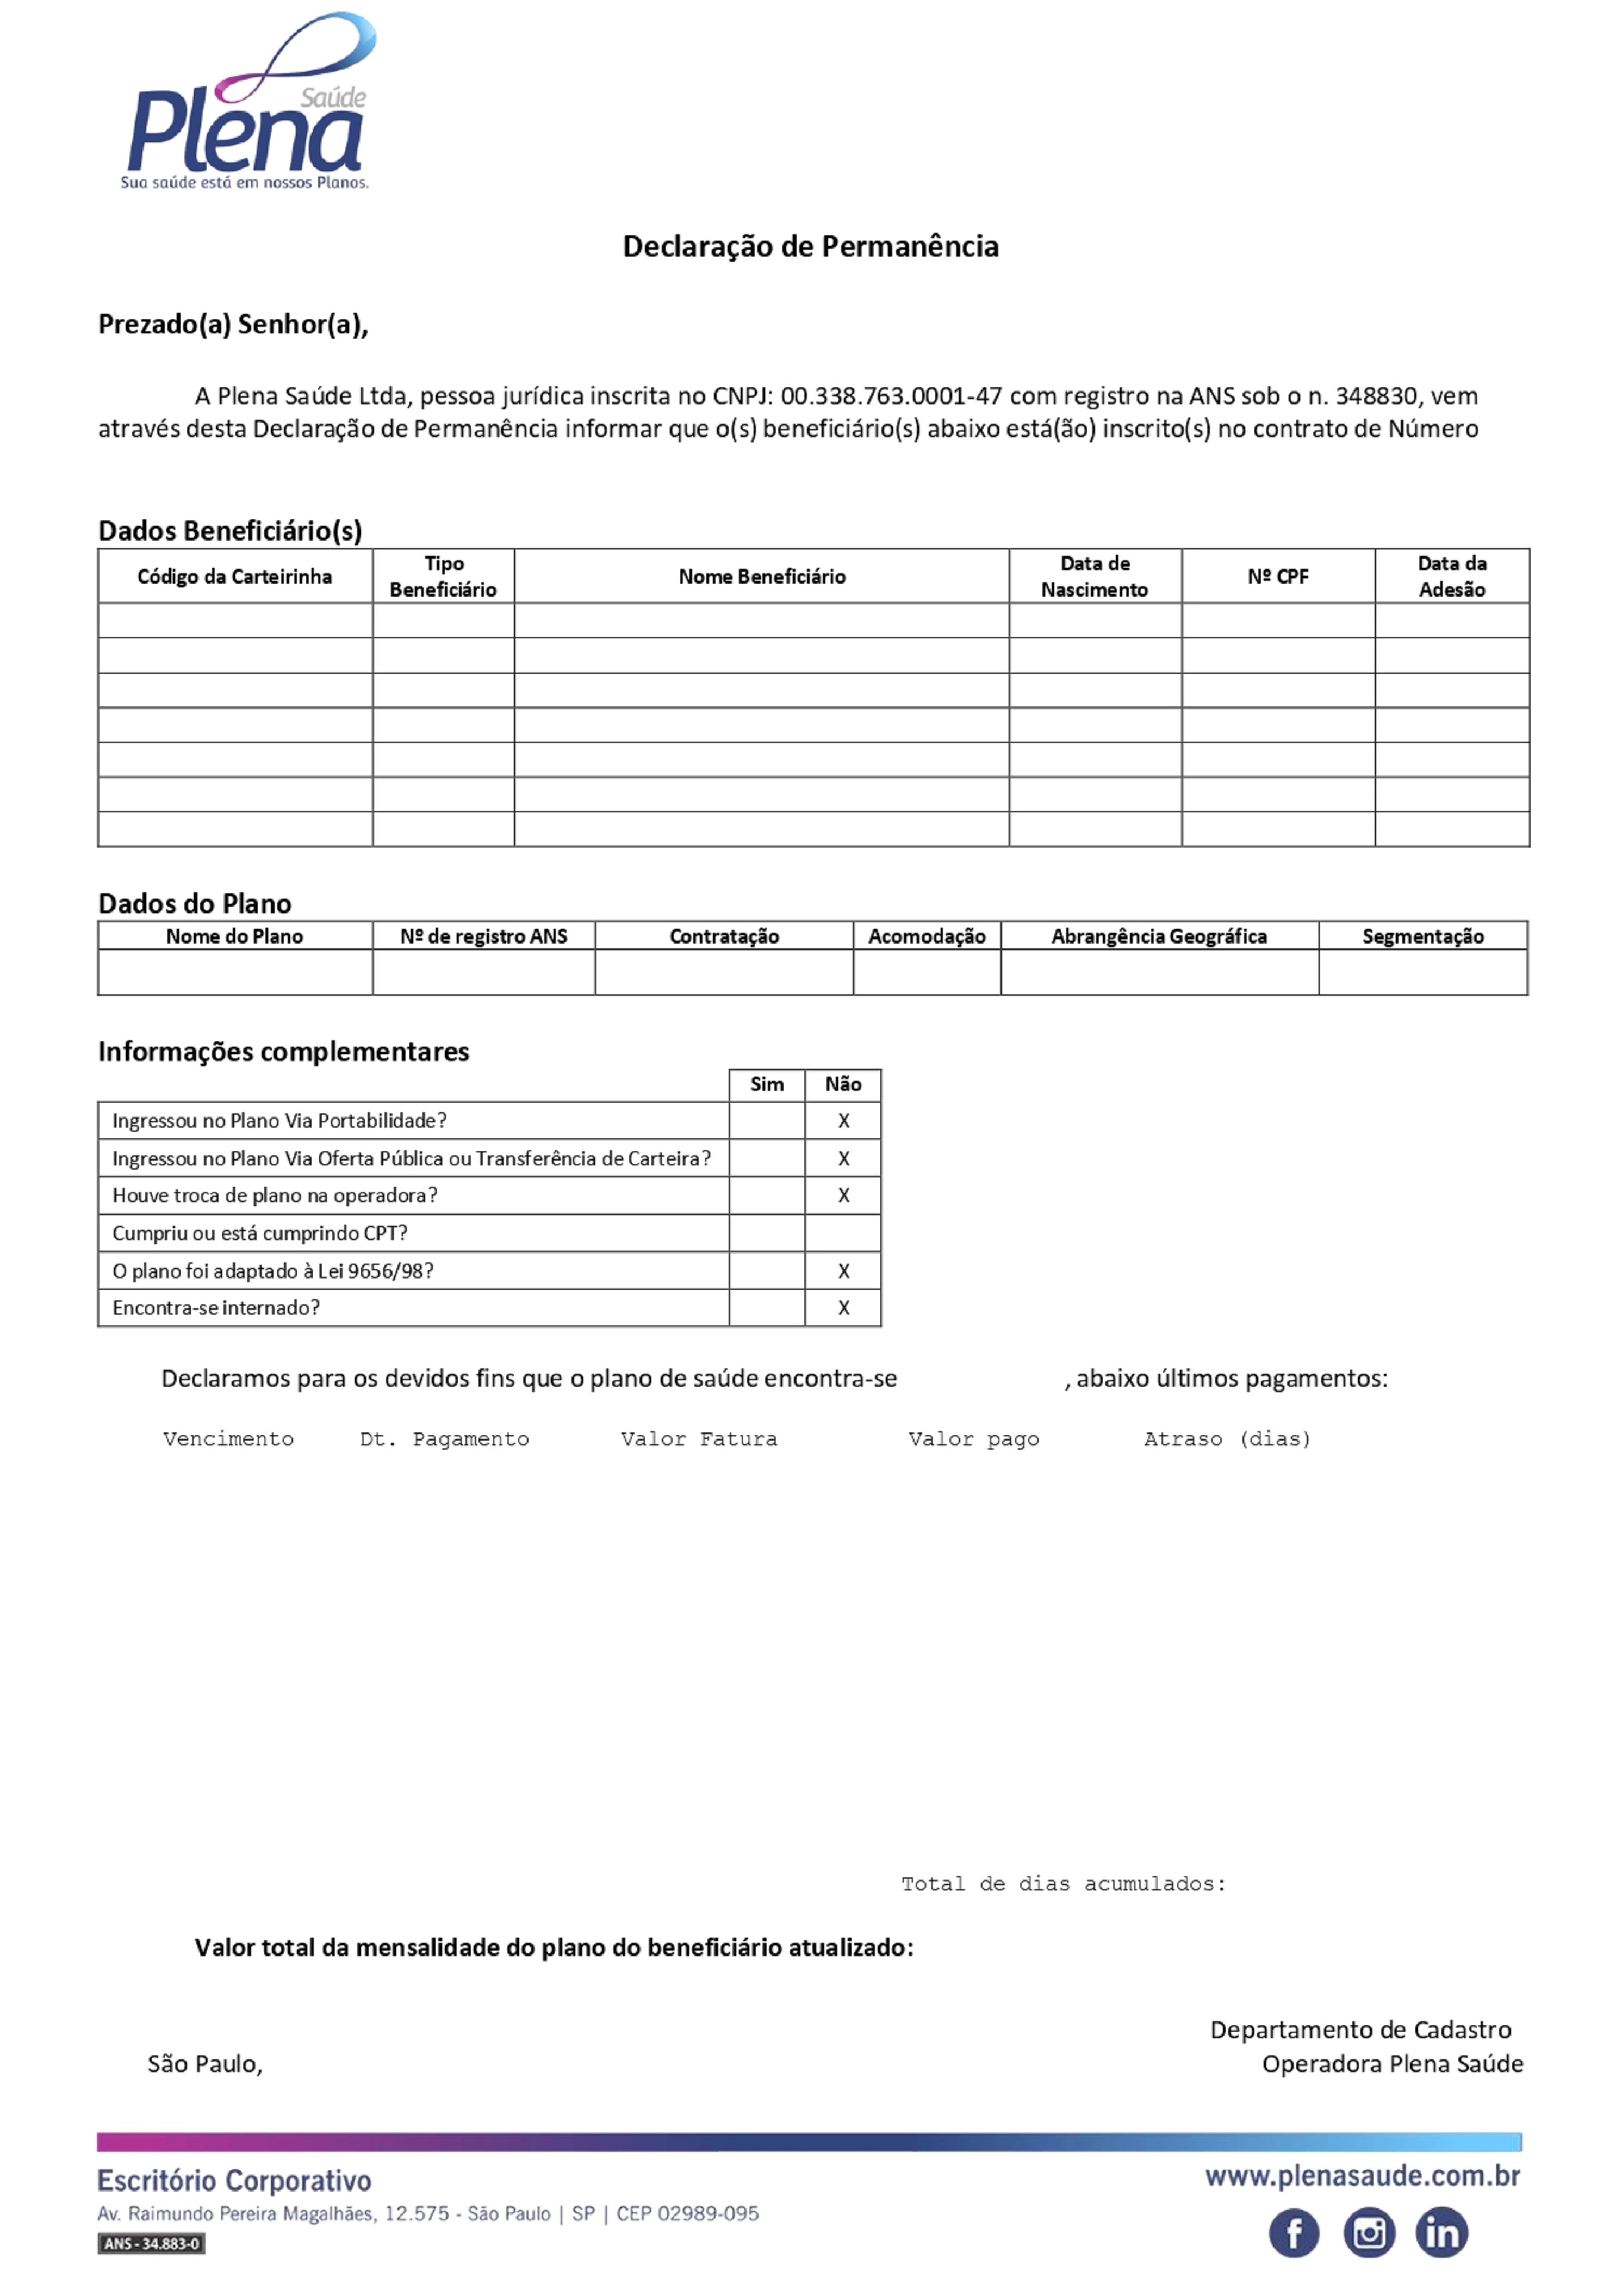 Saúde
Plena
Sua saúde está em nossos Planos.
Declaração de Permanência
Prezado(a) Senhor(a),
A Plena Saúde Ltda, pessoa jurídica inscrita no CNPJ: 00.338.763.0001-47 com registro na ANS sob o n. 348830, vem
através desta Declaração de Permanência informar que o(s) beneficiário(s) abaixo está(ão) inscrito(s) no contrato de Número
Dados Beneficiário(s)
Código da Carteirinha Tipo Beneficiário Nome Beneficiário Data de Nascimento Nº CPF Data da Adesão
Dados do Plano
Nome do Plano Nº de registro ANS Contratação Acomodação Abrangência Geográfica Segmentação
Informações complementares
Sim Não
Ingressou no Plano Via Portabilidade? X
Ingressou no Plano Via Oferta Pública ou Transferência de Carteira? X
Houve troca de plano na operadora? X
Cumpriu ou está cumprindo CPT?
O plano foi adaptado à Lei 9656/98? X
Encontra-se internado? X
Declaramos para os devidos fins que o plano de saúde encontra-se , abaixo últimos pagamentos:
Vencimento Dt. Pagamento Valor Fatura Valor pago Atraso (dias)
Total de dias acumulados:
Valor total da mensalidade do plano do beneficiário atualizado:
Departamento de Cadastro
São Paulo, Operadora Plena Saúde
Escritório Corporativo www.plenasaude.com.br
Av. Raimundo Pereira Magalhães, 12.575 - São Paulo | SP | CEP 02989-095
ANS - 34.883-0